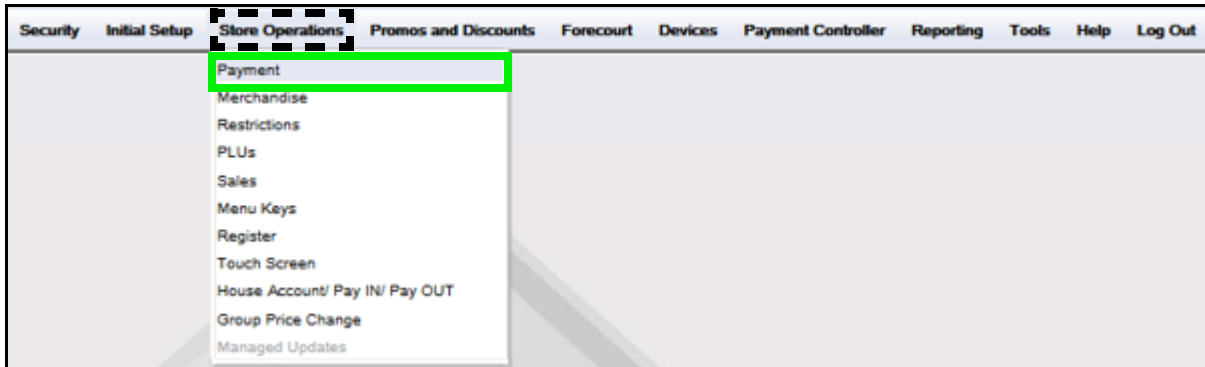 Security Initial Setup Store Operations Promos and Discounts Forecourt Devices Payment Controller Reporting Tools Help Log Out
Payment
Merchandise
Restrictions
PLUs
Sales
Menu Keys
Register
Touch Screen
House Account/ Pay IN/ Pay OUT
Group Price Change
Managed Updates